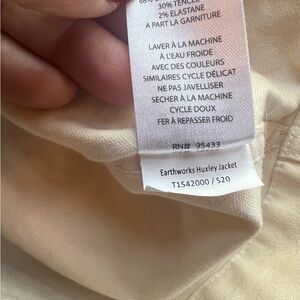 30% TENCEL
2% ELASTANE
A PART LA GARNITURE
LAVER À LA MACHINE
À L'EAU FROIDE
AVEC DES COULEURS
SIMILAIRES CYCLE DÉLICAT
NE PAS JAVELLISER
SECHER À LA MACHINE
CYCLE DOUX
FER À REPASSER FROID
RN# 95433
Earthworks Huxley Jacket
T1542000 / S20